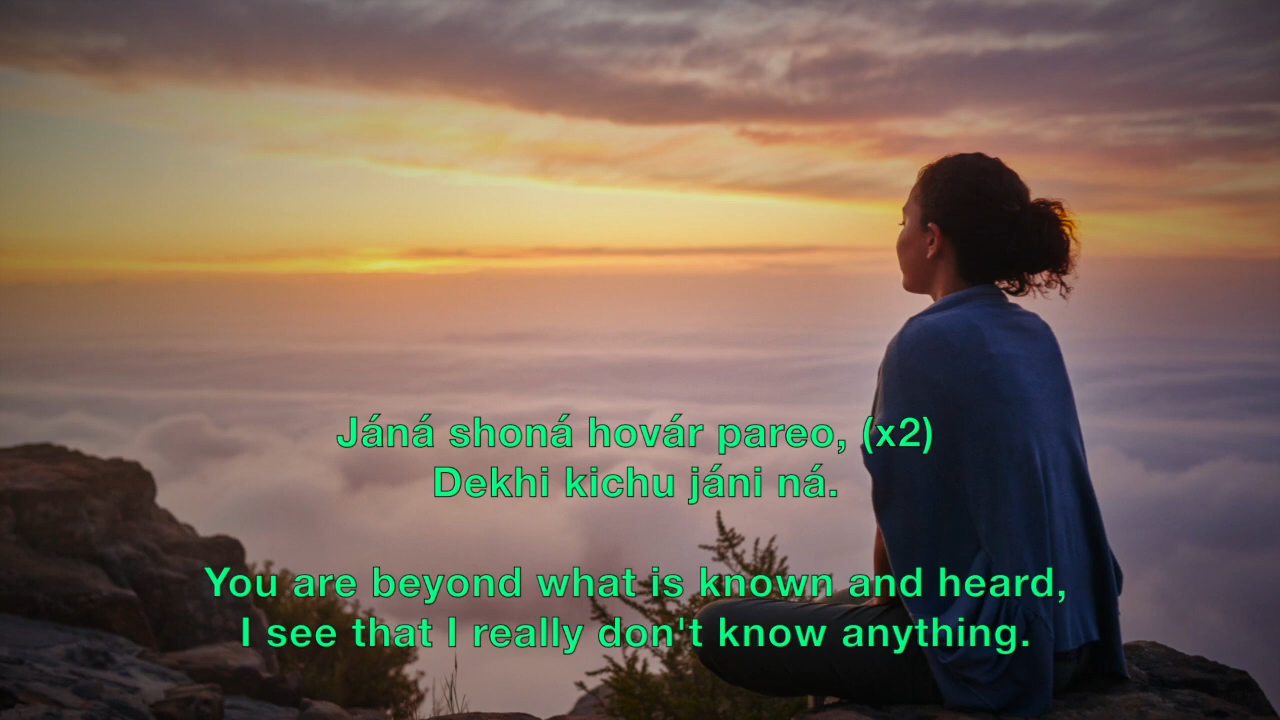 Jáná shoná hovár pareo, (x2)
Dekhi kichu jáni ná.
You are beyond what is known and heard,
I see that I really don't know anything.